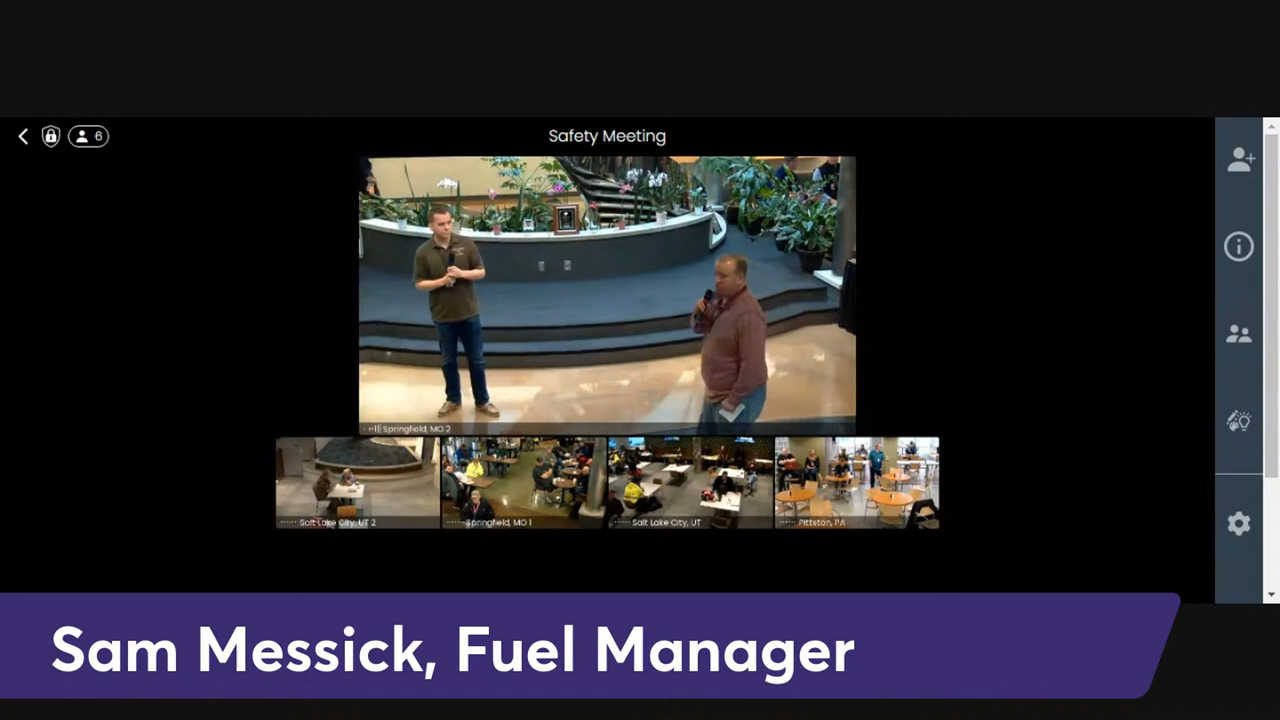 6
Safety Meeting
Springfield, MO 2
Salt Lake City, UT 2
Springfield, MO 1
Salt Lake City, UT
Pittston, PA
Sam Messick, Fuel Manager